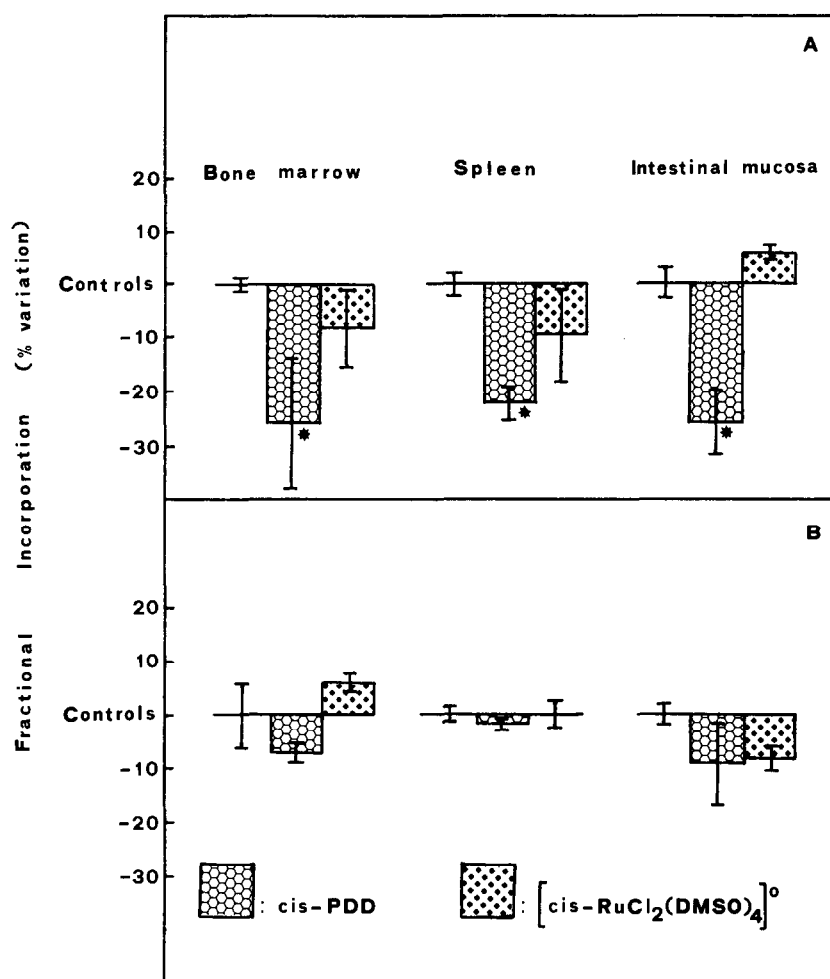 A
Bone marrow Spleen Intestinal mucosa
20
10
Controls
-10
-20
-30
Fractional Incorporation (% variation)
B
20
10
Controls
-10
-20
-30
: cis-PDD
: [cis-RuCl2(DMSO)4]o